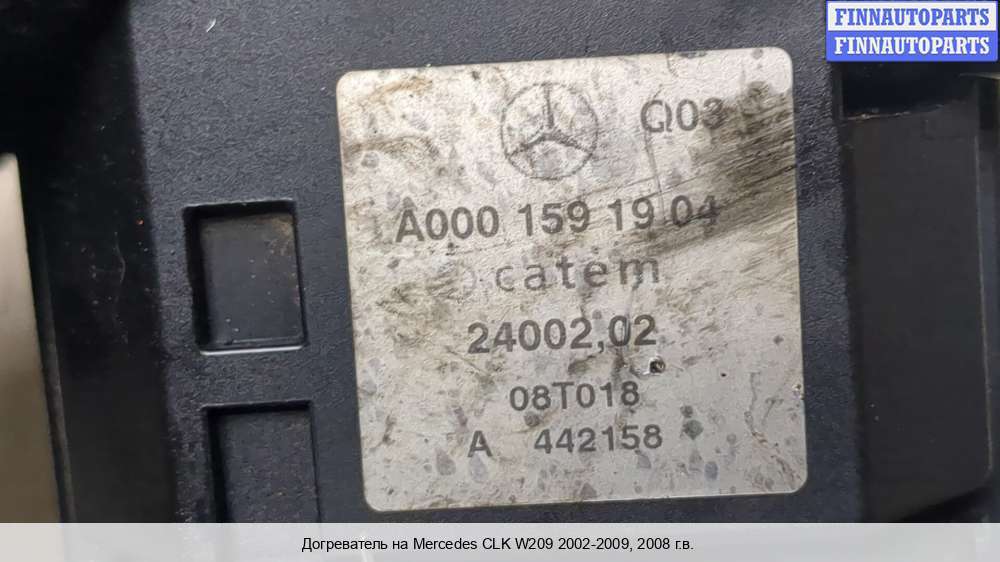 FINNAUTOPARTS
FINNAUTOPARTS
Q03
A000 159 19 04
catem
24002,02
08T018
A 442158
Догреватель на Mercedes CLK W209 2002-2009, 2008 г.в.